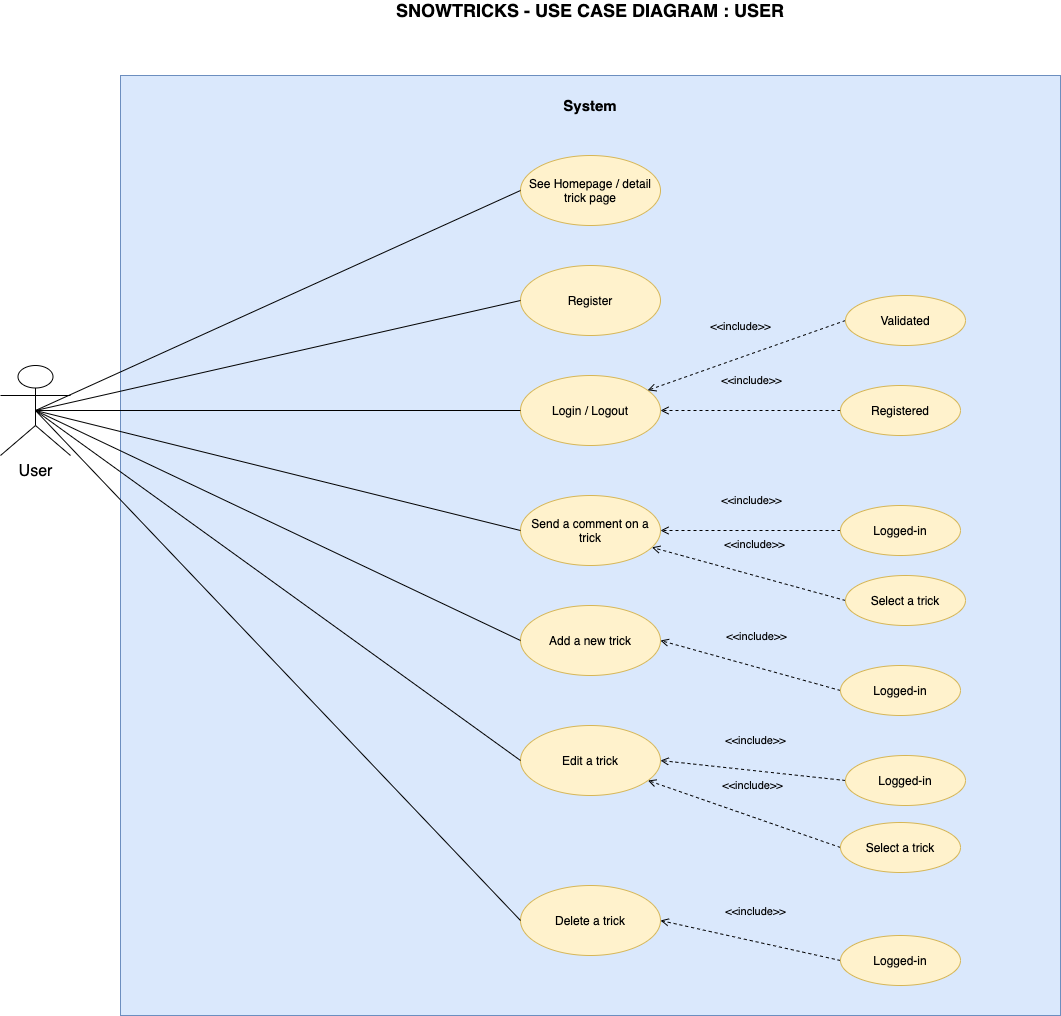 SNOWTRICKS - USE CASE DIAGRAM : USER
System
See Homepage / detail
trick page
Register
<<include>>
Validated
<<include>>
Login / Logout
Registered
User
<<include>>
Send a comment on a
trick
Logged-in
<<include>>
Select a trick
<<include>>
Add a new trick
Logged-in
<<include>>
Edit a trick
Logged-in
<<include>>
Select a trick
<<include>>
Delete a trick
Logged-in